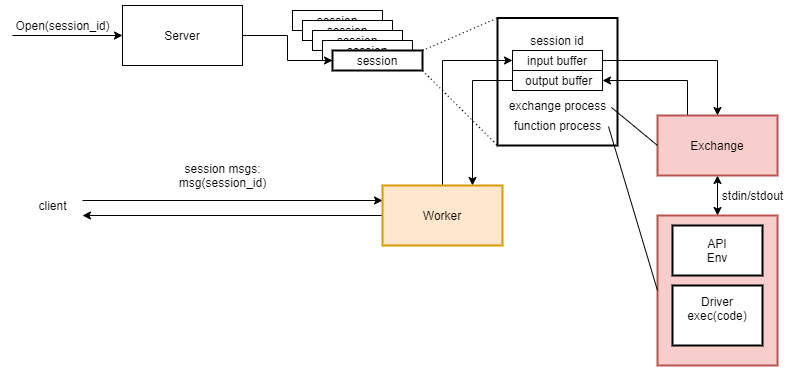 Open(session_id)
Server
session
session
session
session
session
session id
input buffer
output buffer
exchange process
function process
Exchange
stdin/stdout
API
Env
Driver
exec(code)
session msgs:
msg(session_id)
client
Worker